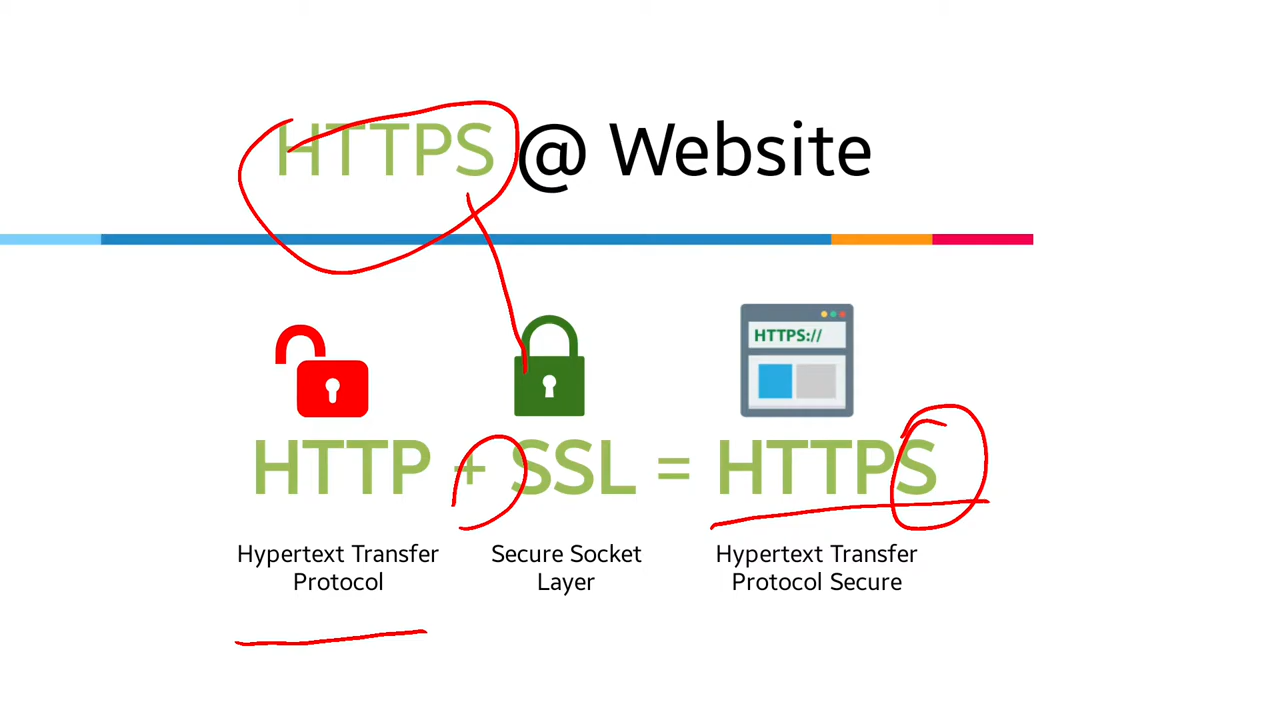 HTTPS @ Website
HTTPS://
HTTP + SSL = HTTPS
Hypertext Transfer Protocol
Secure Socket Layer
Hypertext Transfer Protocol Secure